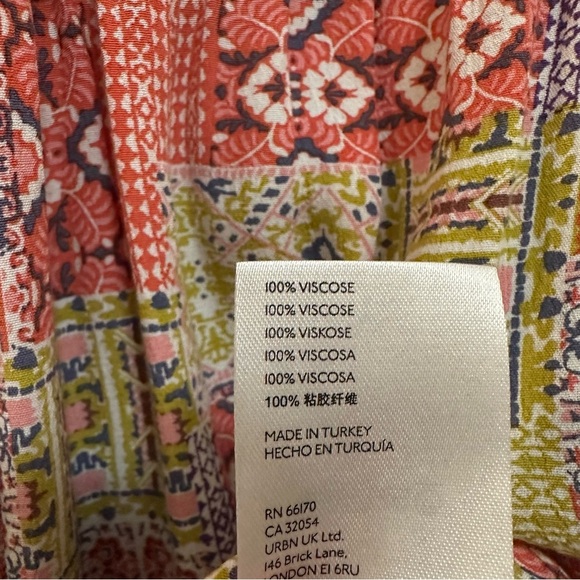 100% VISCOSE
100% VISCOSE
100% VISKOSE
100% VISCOSA
100% VISCOSA
100% 粘胶纤维
MADE IN TURKEY
HECHO EN TURQUÍA
RN 66170
CA 32054
URBN UK Ltd.
146 Brick Lane,
LONDON E1 6RU